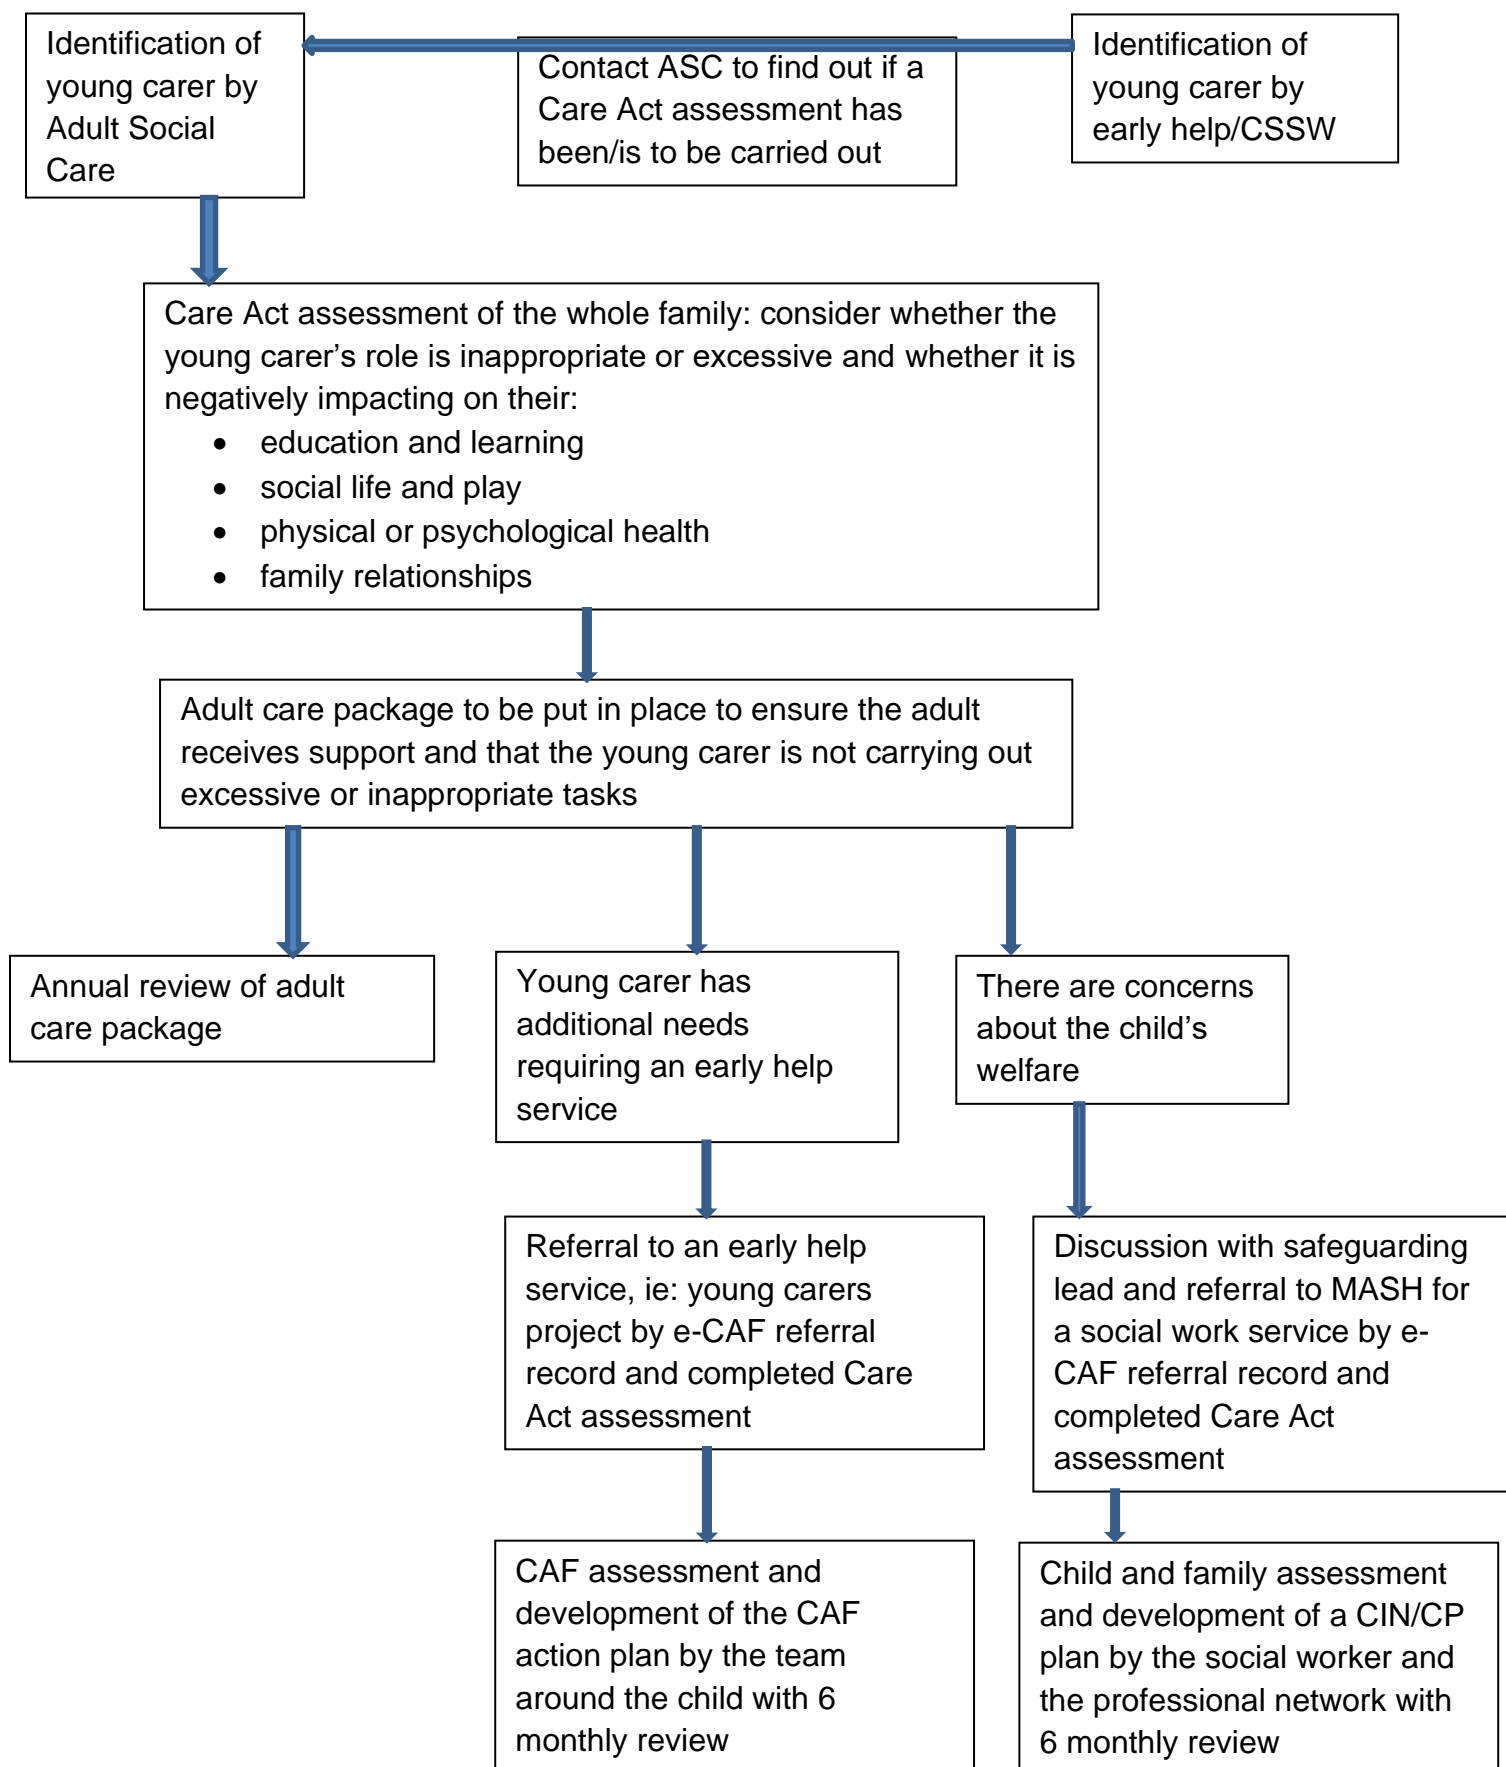 Identification of
young carer by
Adult Social
Care
Contact ASC to find out if a
Care Act assessment has
been/is to be carried out
Identification of
young carer by
early help/CSSW
Care Act assessment of the whole family: consider whether the
young carer’s role is inappropriate or excessive and whether it is
negatively impacting on their:
• education and learning
• social life and play
• physical or psychological health
• family relationships
Adult care package to be put in place to ensure the adult
receives support and that the young carer is not carrying out
excessive or inappropriate tasks
Annual review of adult
care package
Young carer has
additional needs
requiring an early help
service
There are concerns
about the child’s
welfare
Referral to an early help
service, ie: young carers
project by e-CAF referral
record and completed Care
Act assessment
Discussion with safeguarding
lead and referral to MASH for
a social work service by e-
CAF referral record and
completed Care Act
assessment
CAF assessment and
development of the CAF
action plan by the team
around the child with 6
monthly review
Child and family assessment
and development of a CIN/CP
plan by the social worker and
the professional network with
6 monthly review